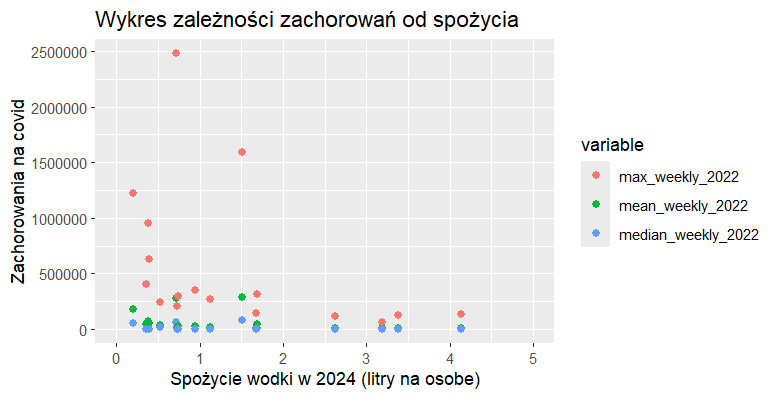 Wykres zależności zachorowań od spożycia
Zachorowania na covid
2500000
2000000
1500000
1000000
500000
0
0 1 2 3 4 5
Spożycie wodki w 2024 (litry na osobe)
variable
max_weekly_2022
mean_weekly_2022
median_weekly_2022